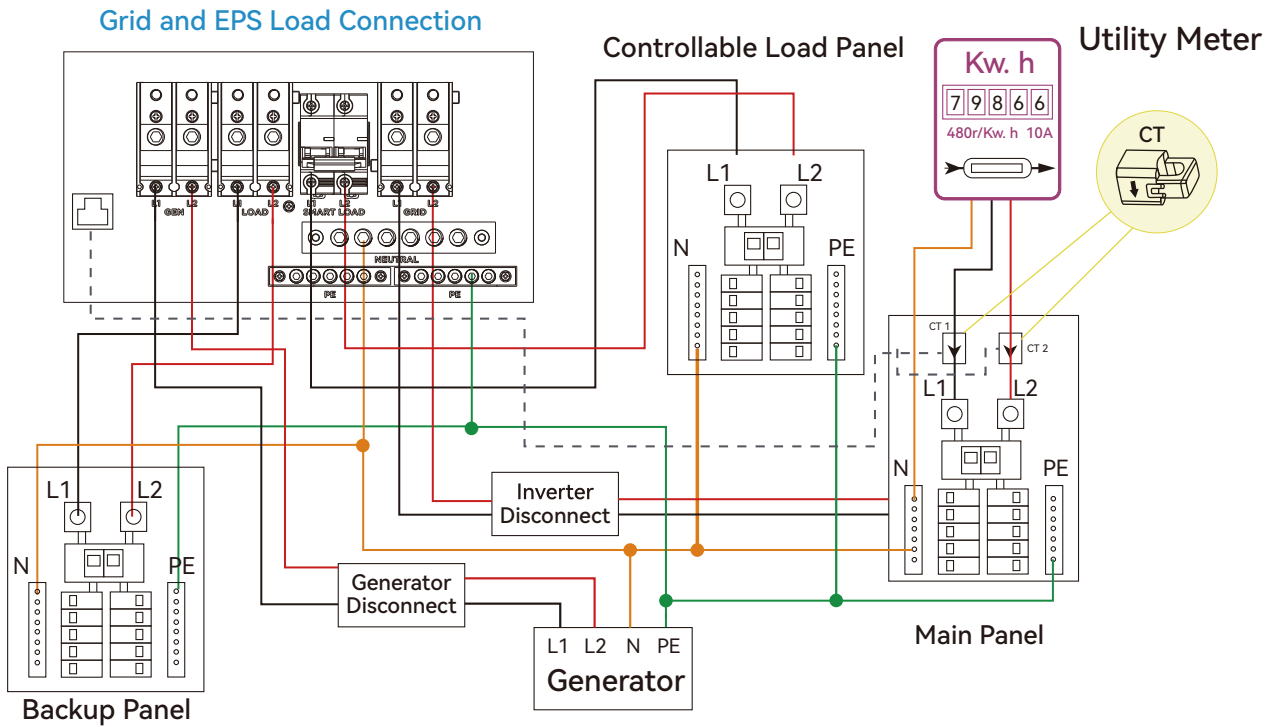 Grid and EPS Load Connection
Controllable Load Panel
Utility Meter
Kw. h
7 9 8 6 6
480r/Kw. h 10A
CT
L1 L2 L1 L2 L1 L2 L1 L2
GEN LOAD SMART LOAD GRID
NEUTRAL
PE PE
L1 L2
N PE
CT 1
CT 2
L1 L2
N PE
Main Panel
Inverter
Disconnect
L1 L2
N PE
Backup Panel
Generator
Disconnect
L1 L2 N PE
Generator